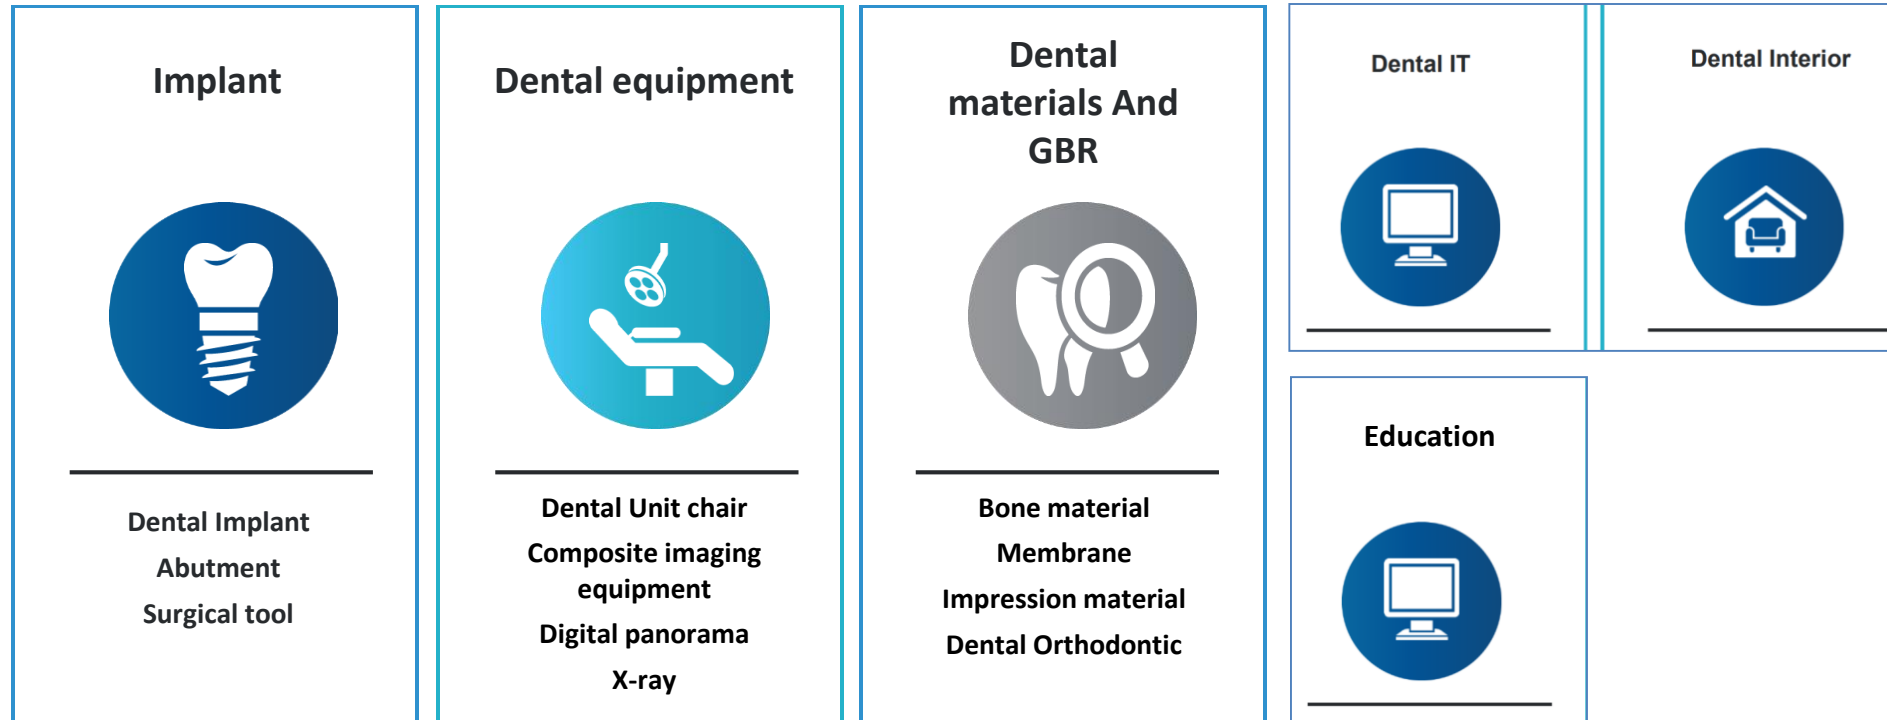 Implant
Dental Implant
Abutment
Surgical tool
Dental equipment
Dental Unit chair
Composite imaging
equipment
Digital panorama
X-ray
Dental
materials And
GBR
Bone material
Membrane
Impression material
Dental Orthodontic
Dental IT
Dental Interior
Education